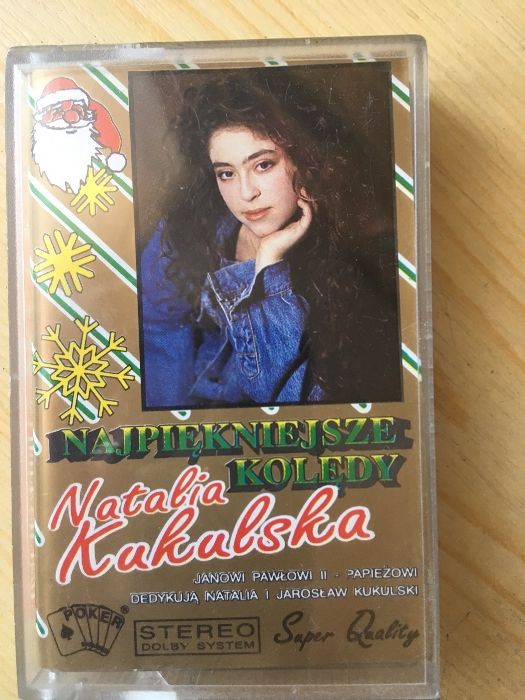 NAJPIĘKNIEJSZE
KOLĘDY
Natalia
Kukulska
JANOWI PAWŁOWI II - PAPIEŻOWI
DEDYKUJĄ NATALIA I JAROSŁAW KUKULSKI
POKER®
STEREO
DOLBY SYSTEM
Super Quality